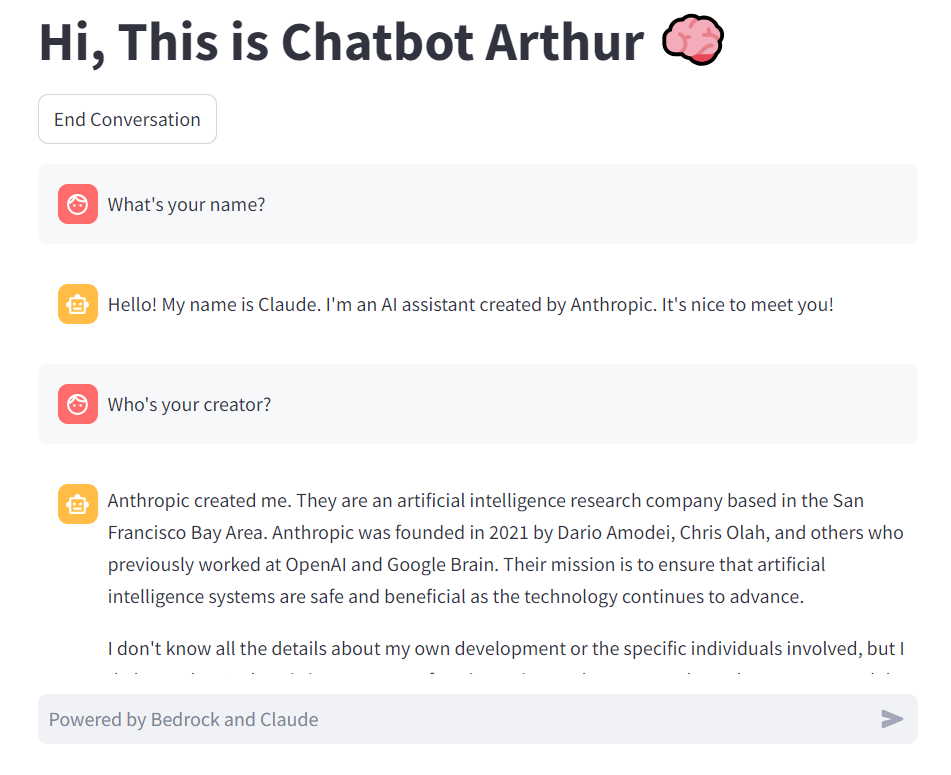 Hi, This is Chatbot Arthur
End Conversation
What's your name?
Hello! My name is Claude. I'm an AI assistant created by Anthropic. It's nice to meet you!
Who's your creator?
Anthropic created me. They are an artificial intelligence research company based in the San
Francisco Bay Area. Anthropic was founded in 2021 by Dario Amodei, Chris Olah, and others who
previously worked at OpenAI and Google Brain. Their mission is to ensure that artificial
intelligence systems are safe and beneficial as the technology continues to advance.
I don't know all the details about my own development or the specific individuals involved, but I
Powered by Bedrock and Claude